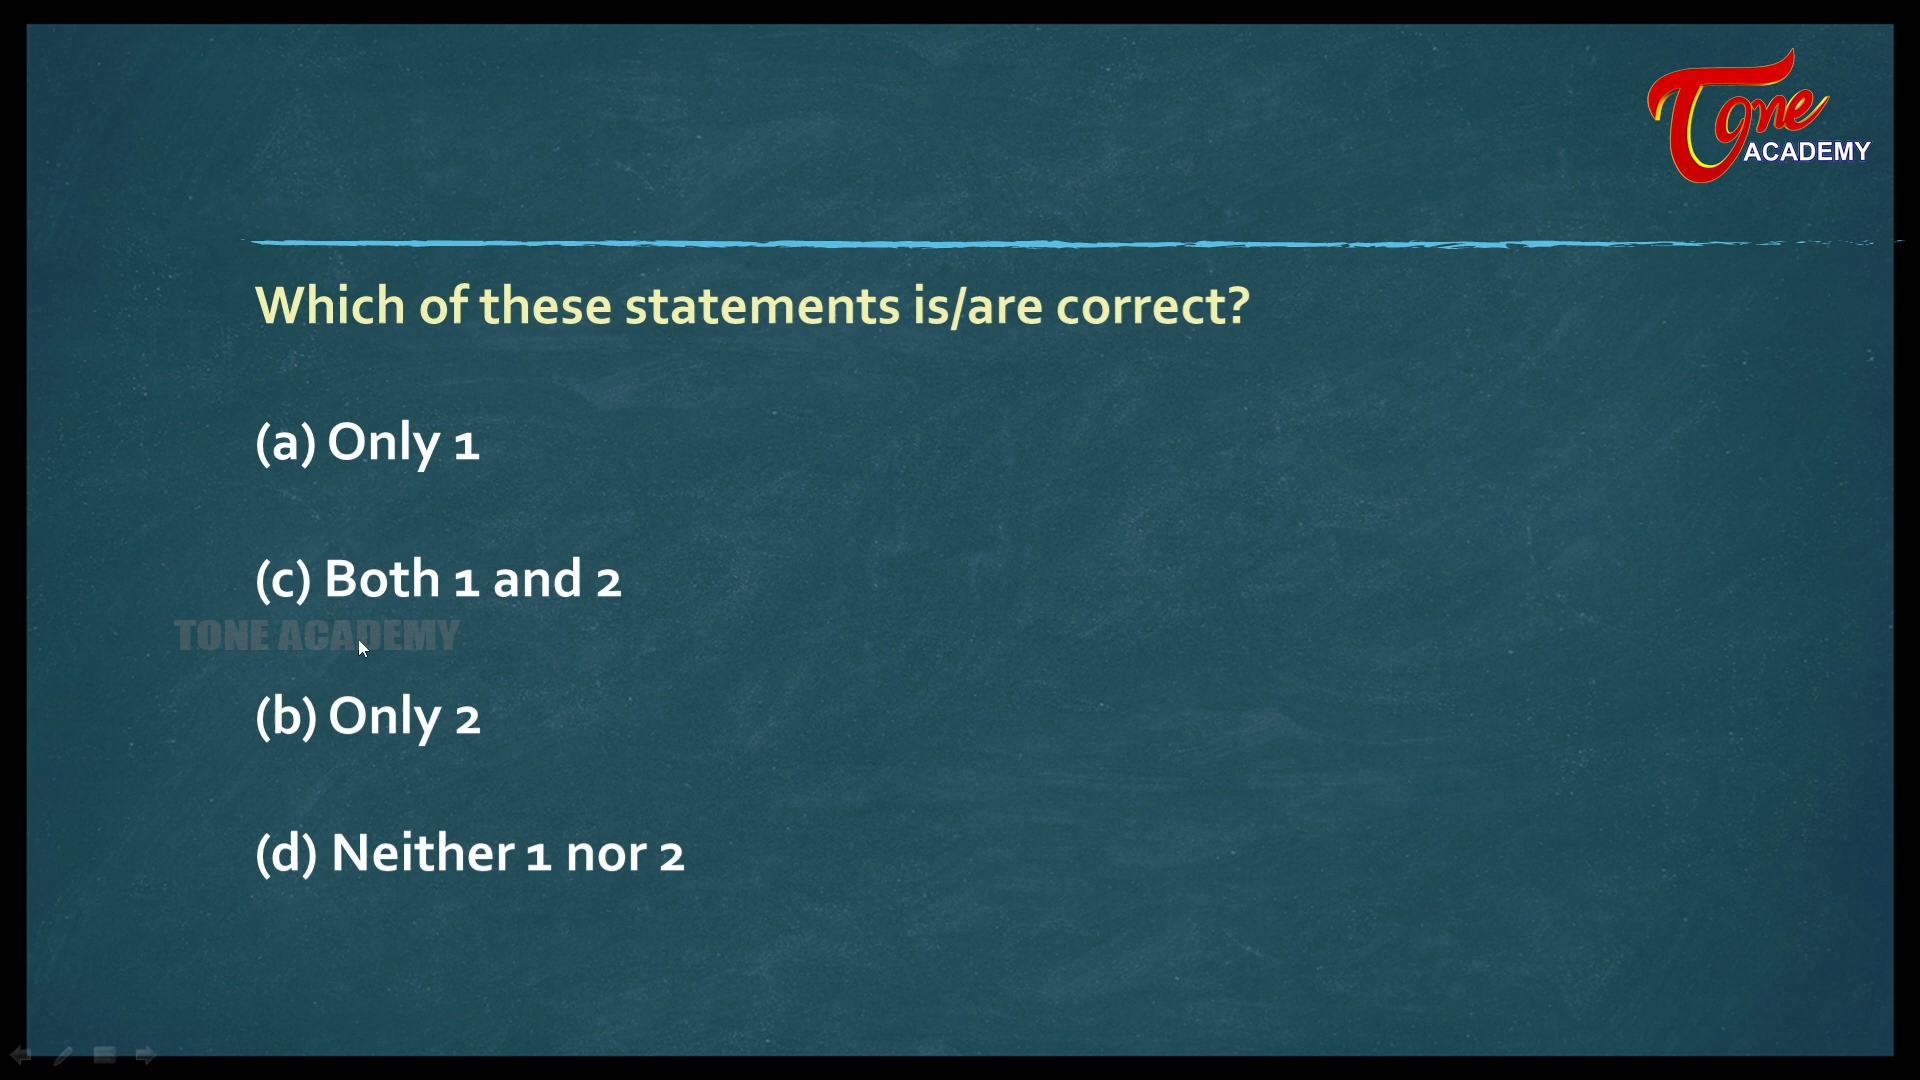 Tone
ACADEMY
Which of these statements is/are correct?
(a) Only 1
(c) Both 1 and 2
TONE ACADEMY
(b) Only 2
(d) Neither 1 nor 2